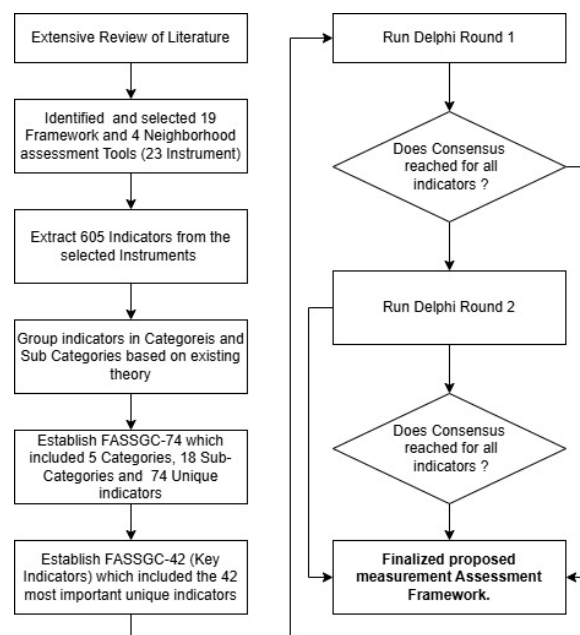 Extensive Review of Literature
Identified and selected 19
Framework and 4 Neighborhood
assessment Tools (23 Instrument)
Extract 605 Indicators from the
selected Instruments
Group indicators in Categoreis and
Sub Categories based on existing
theory
Establish FASSGC-74 which
included 5 Categories, 18 Sub-
Categories and 74 Unique
indicators
Establish FASSGC-42 (Key
Indicators) which included the 42
most important unique indicators
Run Delphi Round 1
Does Consensus
reached for all
indicators ?
Run Delphi Round 2
Does Consensus
reached for all
indicators ?
Finalized proposed
measurement Assessment
Framework.